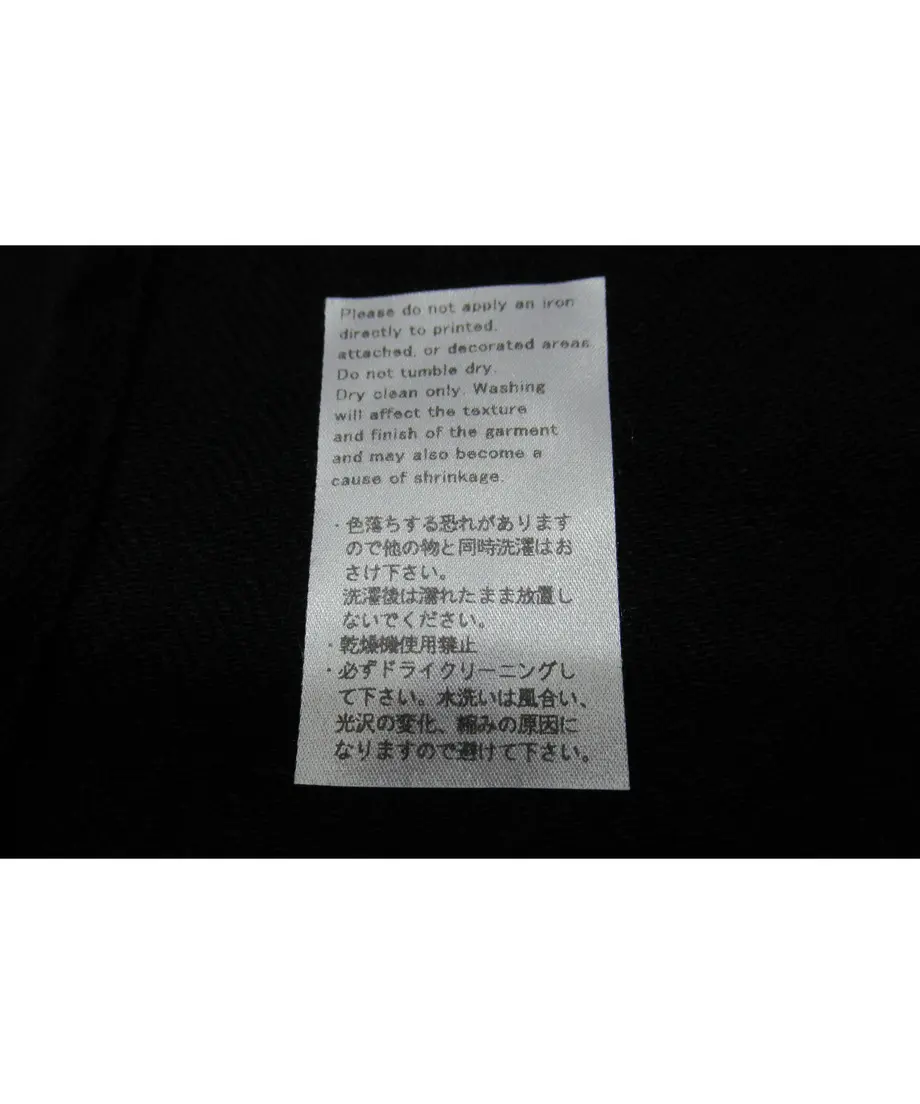 Please do not apply an iron
directly to printed,
attached, or decorated areas.
Do not tumble dry.
Dry clean only. Washing
will affect the texture
and finish of the garment
and may also become a
cause of shrinkage.
・色落ちする恐れがあります
ので他の物と同時洗濯はお
さけ下さい。
洗濯後は濡れたまま放置し
ないでください。
・乾燥機使用禁止
・必ずドライクリーニングし
て下さい。水洗いは風合い、
光沢の変化、縮みの原因に
なりますので避けて下さい。